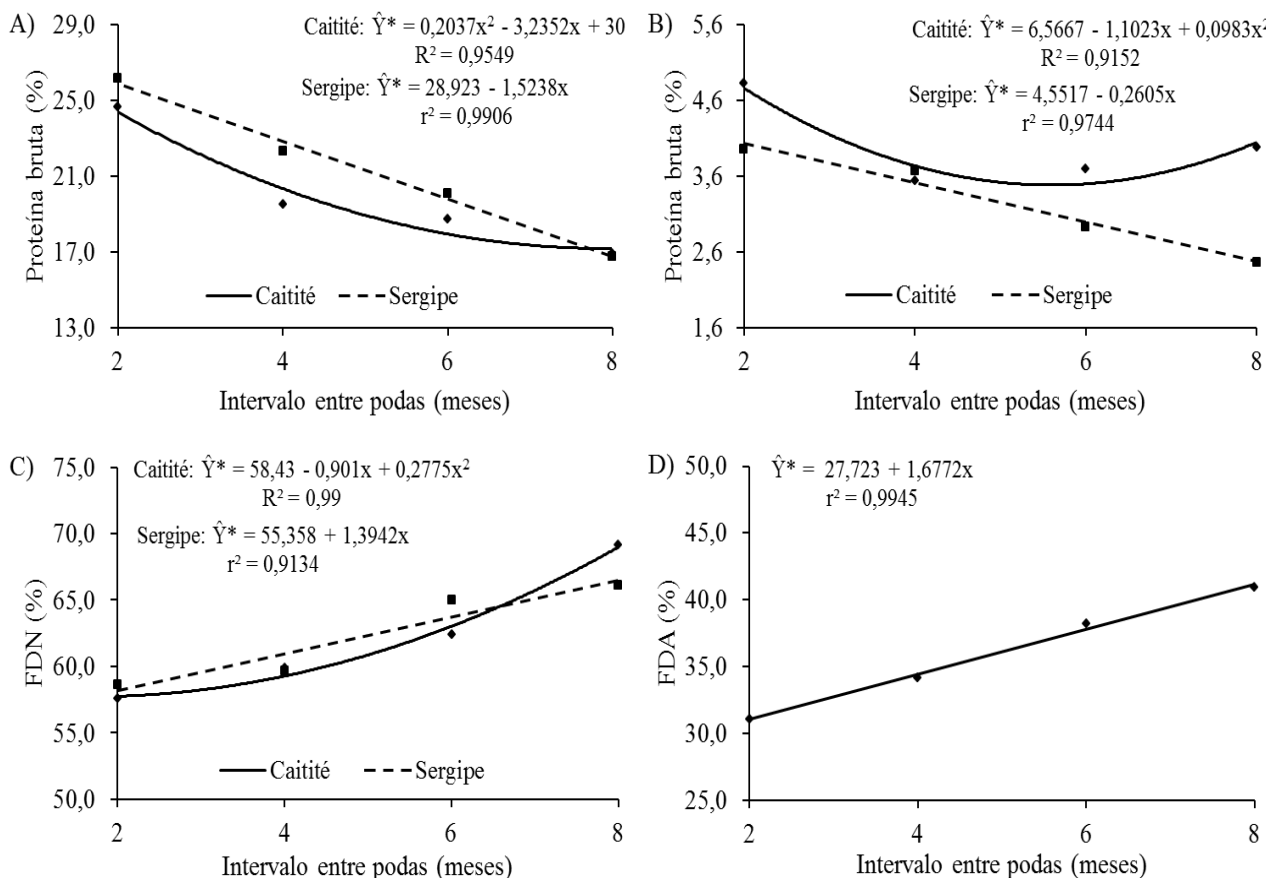 A)
Caitité: Ŷ* = 0,2037x² - 3,2352x + 30
R² = 0,9549
Sergipe: Ŷ* = 28,923 - 1,5238x
r² = 0,9906
Proteína bruta (%)
29,0
25,0
21,0
17,0
13,0
Caitité
Sergipe
2 4 6 8
Intervalo entre podas (meses)
B)
Caitité: Ŷ* = 6,5667 - 1,1023x + 0,0983x²
R² = 0,9152
Sergipe: Ŷ* = 4,5517 - 0,2605x
r² = 0,9744
Proteína bruta (%)
5,6
4,6
3,6
2,6
1,6
Caitité
Sergipe
2 4 6 8
Intervalo entre podas (meses)
C)
Caitité: Ŷ* = 58,43 - 0,901x + 0,2775x²
R² = 0,99
Sergipe: Ŷ* = 55,358 + 1,3942x
r² = 0,9134
FDN (%)
75,0
70,0
65,0
60,0
55,0
50,0
Caitité
Sergipe
2 4 6 8
Intervalo entre podas (meses)
D)
Ŷ* = 27,723 + 1,6772x
r² = 0,9945
FDA (%)
50,0
45,0
40,0
35,0
30,0
25,0
2 4 6 8
Intervalo entre podas (meses)